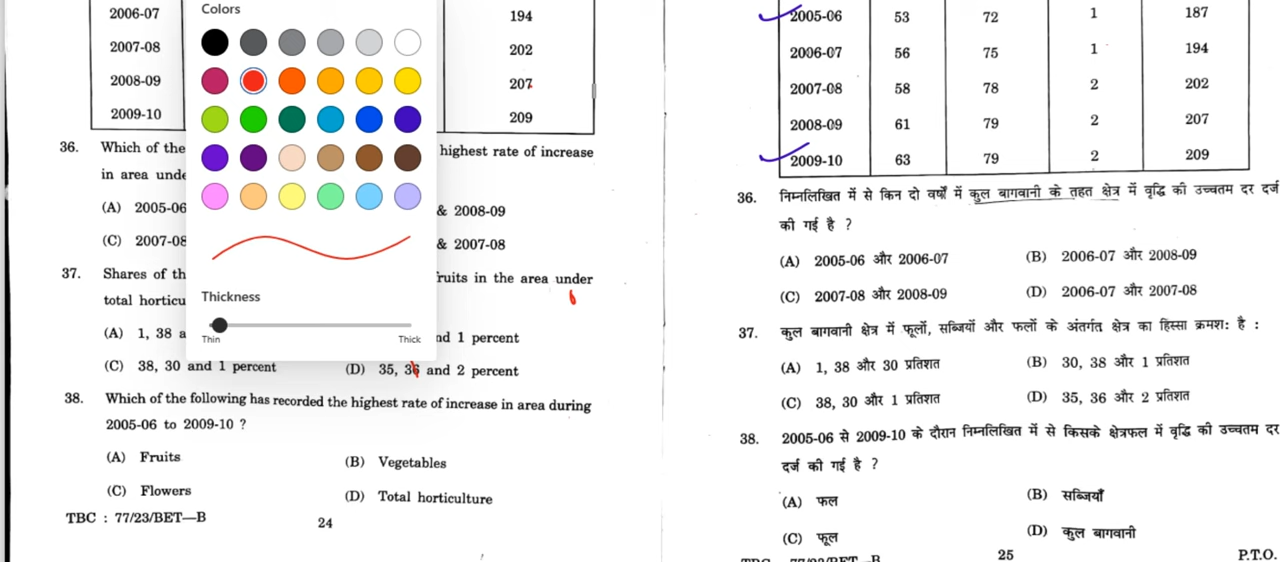 2006-07 194
2007-08 202
2008-09 207
2009-10 209
Colors
Thickness
Thin Thick
36. Which of the highest rate of increase
in area unde
(A) 2005-06 & 2008-09
(C) 2007-08 & 2007-08
37. Shares of th ruits in the area under
total horticu
(A) 1, 38 a nd 1 percent
(C) 38, 30 and 1 percent (D) 35, 36 and 2 percent
38. Which of the following has recorded the highest rate of increase in area during
2005-06 to 2009-10 ?
(A) Fruits (B) Vegetables
(C) Flowers (D) Total horticulture
TBC : 77/23/BET—B
24
2005-06 53 72 1 187
2006-07 56 75 1 194
2007-08 58 78 2 202
2008-09 61 79 2 207
2009-10 63 79 2 209
36. निम्नलिखित में से किन दो वर्षों में कुल बागवानी के तहत क्षेत्र में वृद्धि की उच्चतम दर दर्ज
की गई है ?
(A) 2005-06 और 2006-07 (B) 2006-07 और 2008-09
(C) 2007-08 और 2008-09 (D) 2006-07 और 2007-08
37. कुल बागवानी क्षेत्र में फूलों, सब्जियों और फलों के अंतर्गत क्षेत्र का हिस्सा क्रमशः है :
(A) 1, 38 और 30 प्रतिशत (B) 30, 38 और 1 प्रतिशत
(C) 38, 30 और 1 प्रतिशत (D) 35, 36 और 2 प्रतिशत
38. 2005-06 से 2009-10 के दौरान निम्नलिखित में से किसके क्षेत्रफल में वृद्धि की उच्चतम दर
दर्ज की गई है ?
(A) फल (B) सब्जियाँ
(C) फूल (D) कुल बागवानी
25 P.T.O.